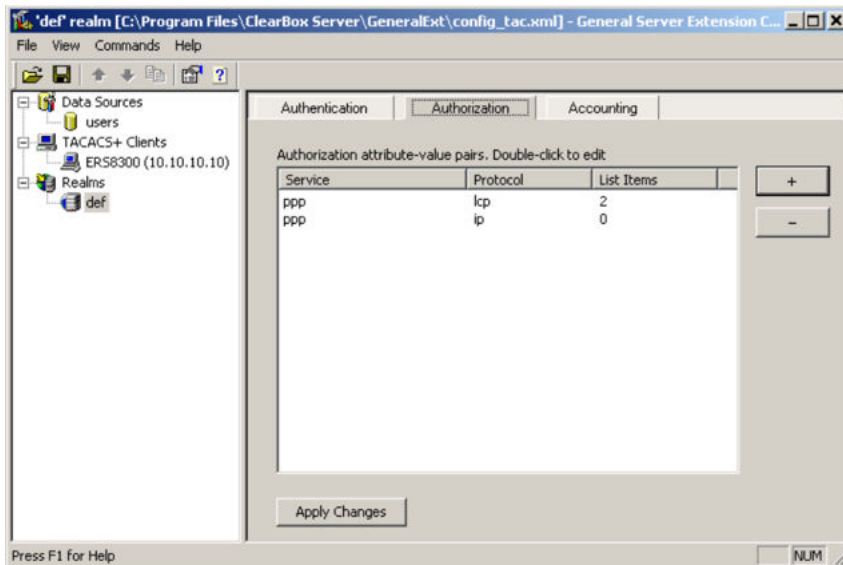 'def' realm [C:\Program Files\ClearBox Server\GeneralExt\config_tac.xml] - General Server Extension C...
File View Commands Help
Data Sources
users
TACACS+ Clients
ERS8300 (10.10.10.10)
Realms
def
Authentication Authorization Accounting
Authorization attribute-value pairs. Double-click to edit
Service Protocol List Items
ppp lcp 2
ppp ip 0
+
-
Apply Changes
Press F1 for Help NUM